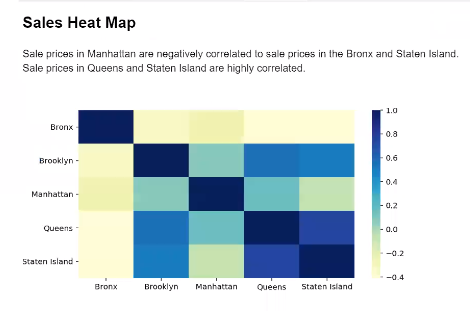 Sales Heat Map
Sale prices in Manhattan are negatively correlated to sale prices in the Bronx and Staten Island.
Sale prices in Queens and Staten Island are highly correlated.
Bronx
Brooklyn
Manhattan
Queens
Staten Island
Bronx Brooklyn Manhattan Queens Staten Island
1.0
0.8
0.6
0.4
0.2
0.0
−0.2
−0.4